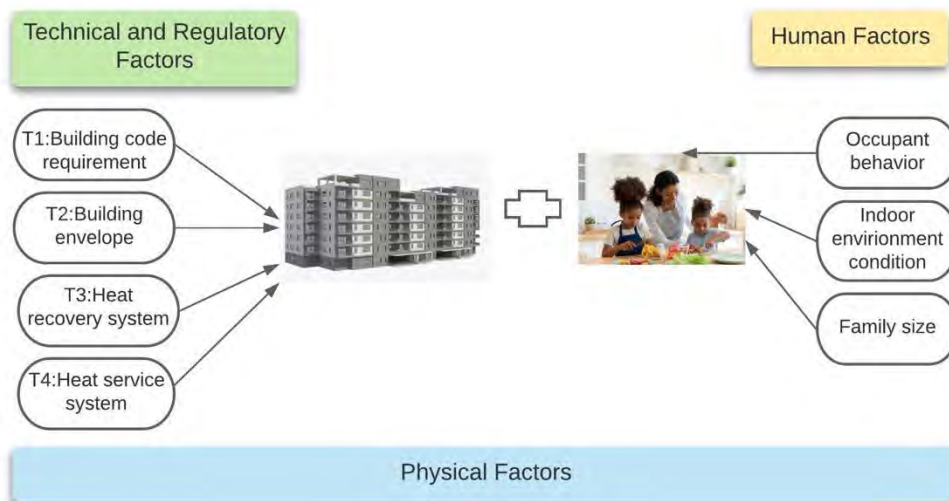 Technical and Regulatory
Factors
Human Factors
T1:Building code
requirement
T2:Building
envelope
T3:Heat
recovery system
T4:Heat service
system
Occupant
behavior
Indoor
envirionment
condition
Family size
Physical Factors